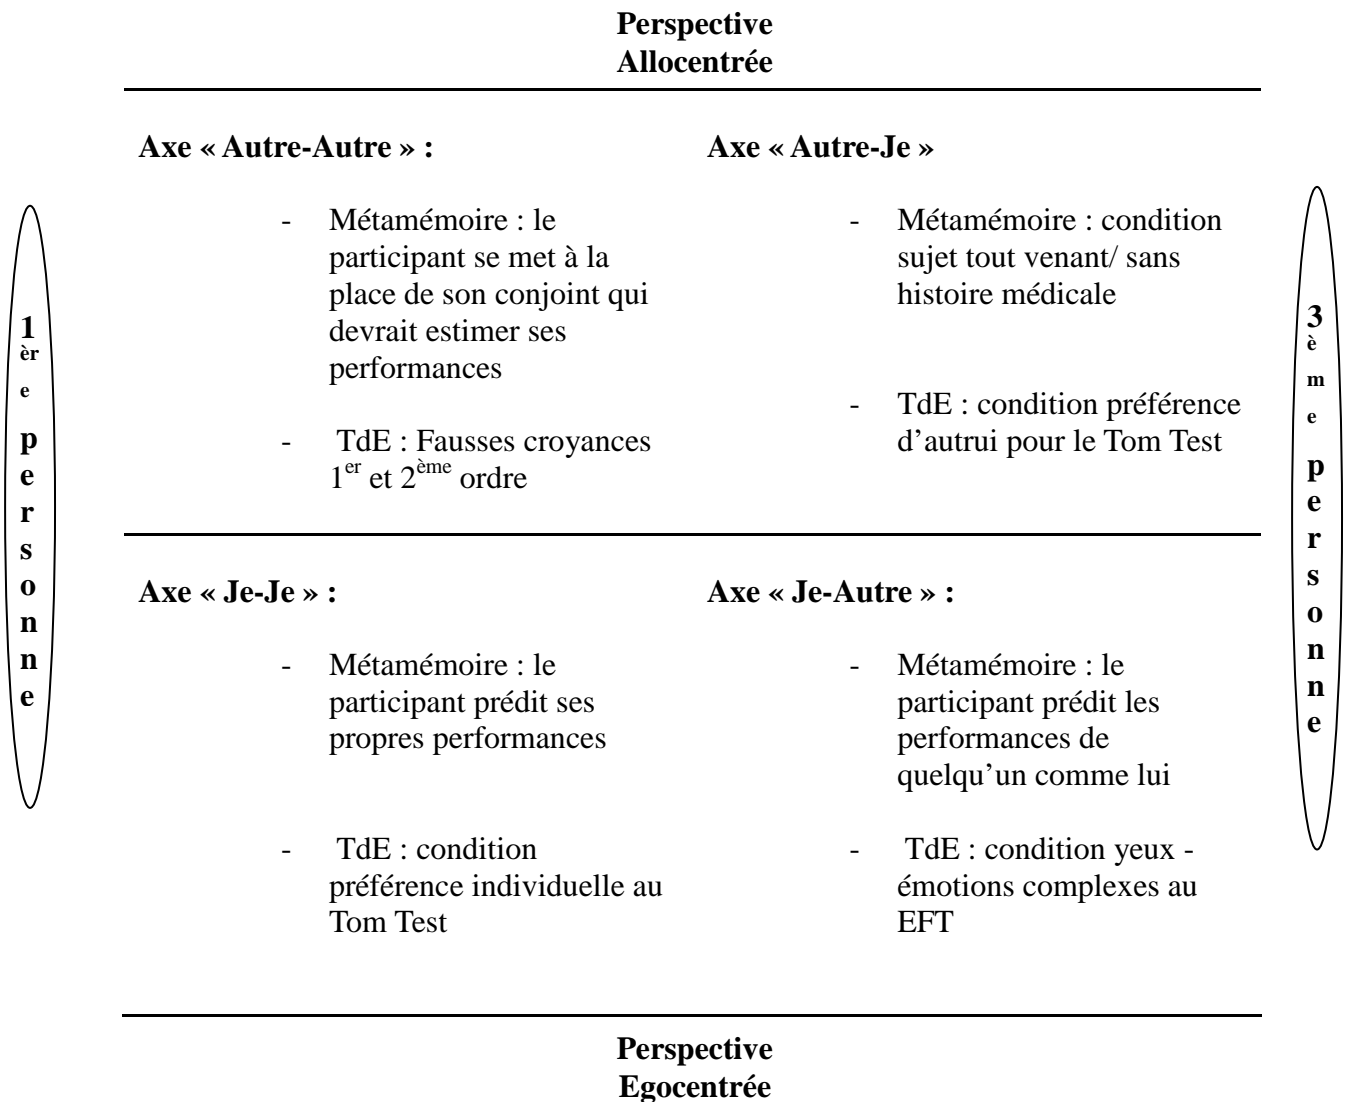 Perspective
Allocentrée
Axe « Autre-Autre » :
- Métamémoire : le
participant se met à la
place de son conjoint qui
devrait estimer ses
performances
- TdE : Fausses croyances
1er et 2ème ordre
Axe « Autre-Je »
- Métamémoire : condition
sujet tout venant/ sans
histoire médicale
- TdE : condition préférence
d’autrui pour le Tom Test
1ère personne
3ème personne
Axe « Je-Je » :
- Métamémoire : le
participant prédit ses
propres performances
- TdE : condition
préférence individuelle au
Tom Test
Axe « Je-Autre » :
- Métamémoire : le
participant prédit les
performances de
quelqu’un comme lui
- TdE : condition yeux -
émotions complexes au
EFT
Perspective
Egocentrée